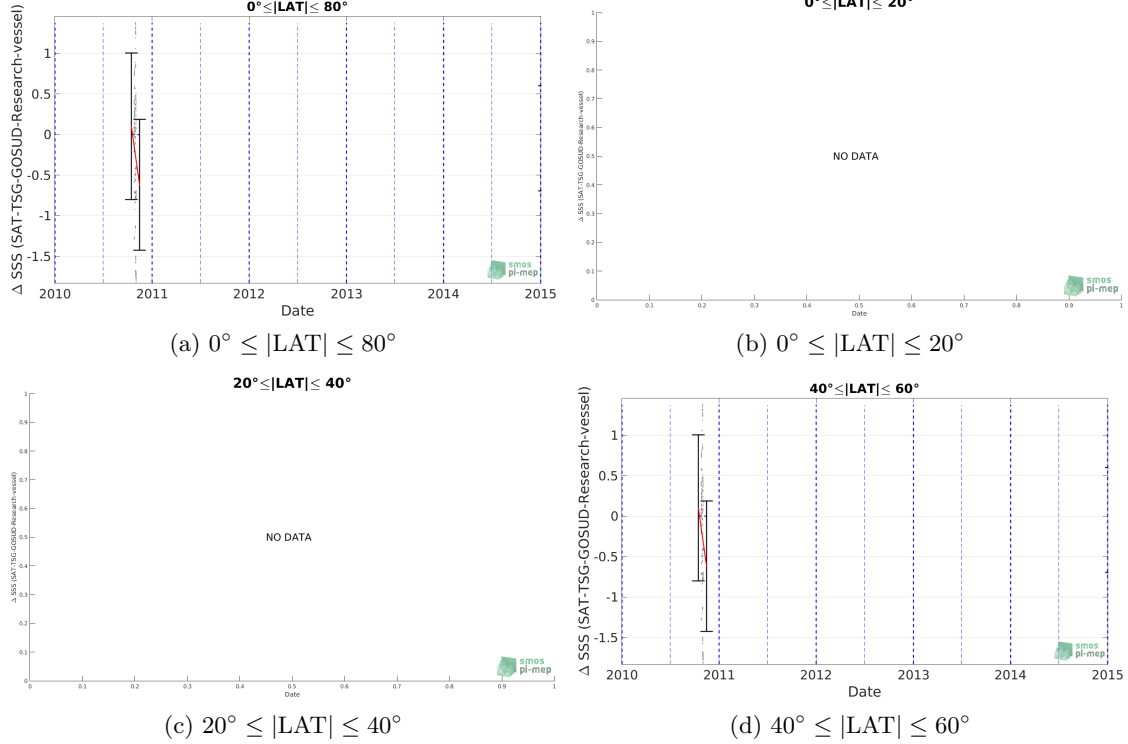 0°≤|LAT|≤ 80°
Δ SSS (SAT-TSG-GOSUD-Research-vessel)
1
0.5
0
-0.5
-1
-1.5
2010 2011 2012 2013 2014 2015
Date
smos
pi-mep
(a) 0° ≤ |LAT| ≤ 80°
0°≤|LAT|≤ 20°
Δ SSS (SAT-TSG-GOSUD-Research-vessel)
1
0.9
0.8
0.7
0.6
0.5
0.4
0.3
0.2
0.1
0
NO DATA
0 0.1 0.2 0.3 0.4 0.5 0.6 0.7 0.8 0.9 1
Date
smos
pi-mep
(b) 0° ≤ |LAT| ≤ 20°
20°≤|LAT|≤ 40°
Δ SSS (SAT-TSG-GOSUD-Research-vessel)
1
0.9
0.8
0.7
0.6
0.5
0.4
0.3
0.2
0.1
0
NO DATA
0 0.1 0.2 0.3 0.4 0.5 0.6 0.7 0.8 0.9 1
Date
smos
pi-mep
(c) 20° ≤ |LAT| ≤ 40°
40°≤|LAT|≤ 60°
Δ SSS (SAT-TSG-GOSUD-Research-vessel)
1
0.5
0
-0.5
-1
-1.5
2010 2011 2012 2013 2014 2015
Date
smos
pi-mep
(d) 40° ≤ |LAT| ≤ 60°